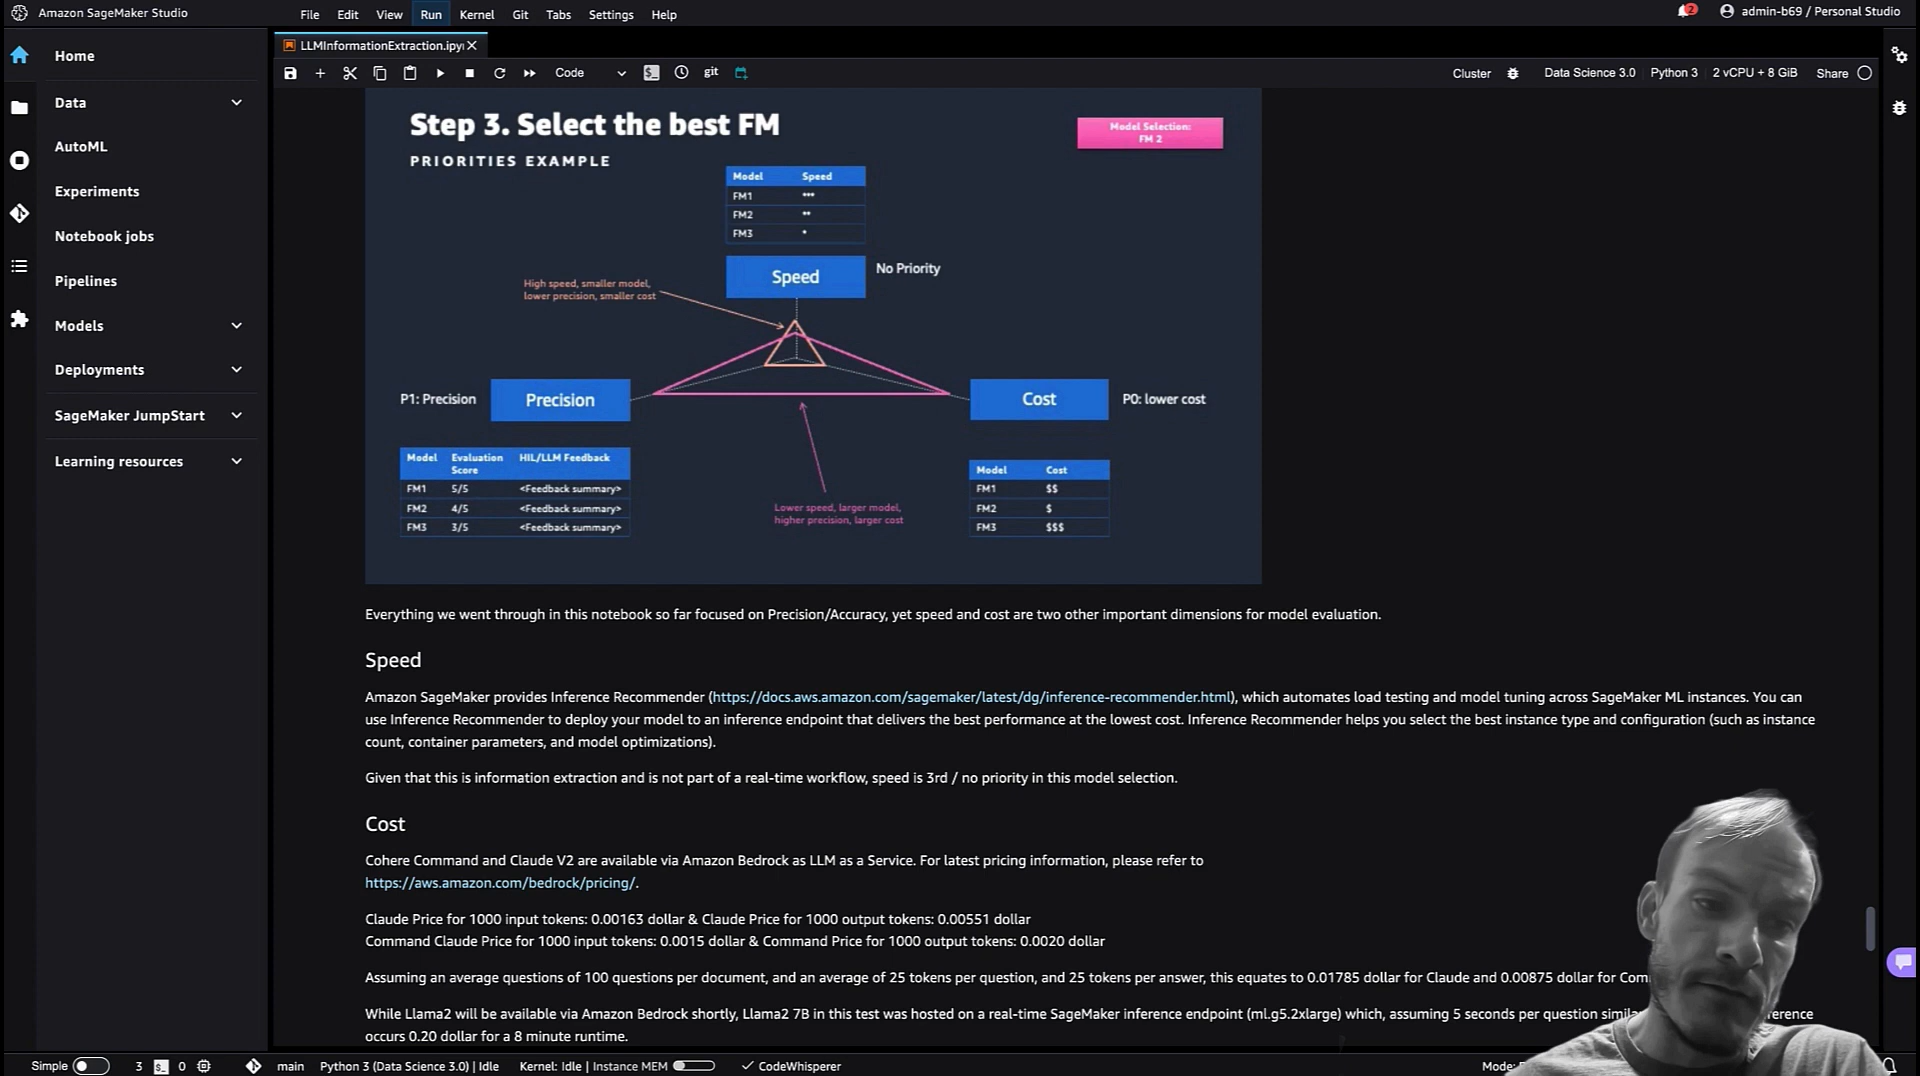 Amazon SageMaker Studio
File Edit View Run Kernel Git Tabs Settings Help
2
admin-b69 / Personal Studio
LLMInformationExtraction.ipyı
Code
git
Cluster
Data Science 3.0
Python 3
2 vCPU + 8 GiB
Share
Home
Data
AutoML
Experiments
Notebook jobs
Pipelines
Models
Deployments
SageMaker JumpStart
Learning resources
Step 3. Select the best FM
PRIORITIES EXAMPLE
Model Selection:
FM 2
Model Speed
FM1 ***
FM2 **
FM3 *
Speed
No Priority
High speed, smaller model,
lower precision, smaller cost
P1: Precision
Precision
Cost
P0: lower cost
Model Evaluation Score HIL/LLM Feedback
FM1 5/5 <Feedback summary>
FM2 4/5 <Feedback summary>
FM3 3/5 <Feedback summary>
Lower speed, larger model,
higher precision, larger cost
Model Cost
FM1 $$
FM2 $
FM3 $$$
Everything we went through in this notebook so far focused on Precision/Accuracy, yet speed and cost are two other important dimensions for model evaluation.
Speed
Amazon SageMaker provides Inference Recommender (https://docs.aws.amazon.com/sagemaker/latest/dg/inference-recommender.html), which automates load testing and model tuning across SageMaker ML instances. You can
use Inference Recommender to deploy your model to an inference endpoint that delivers the best performance at the lowest cost. Inference Recommender helps you select the best instance type and configuration (such as instance
count, container parameters, and model optimizations).
Given that this is information extraction and is not part of a real-time workflow, speed is 3rd / no priority in this model selection.
Cost
Cohere Command and Claude V2 are available via Amazon Bedrock as LLM as a Service. For latest pricing information, please refer to
https://aws.amazon.com/bedrock/pricing/.
Claude Price for 1000 input tokens: 0.00163 dollar & Claude Price for 1000 output tokens: 0.00551 dollar
Command Claude Price for 1000 input tokens: 0.0015 dollar & Command Price for 1000 output tokens: 0.0020 dollar
Assuming an average questions of 100 questions per document, and an average of 25 tokens per question, and 25 tokens per answer, this equates to 0.01785 dollar for Claude and 0.00875 dollar for Com
While Llama2 will be available via Amazon Bedrock shortly, Llama2 7B in this test was hosted on a real-time SageMaker inference endpoint (ml.g5.2xlarge) which, assuming 5 seconds per question
occurs 0.20 dollar for a 8 minute runtime.
Simple
3
0
main
Python 3 (Data Science 3.0) | Idle
Kernel: Idle | Instance MEM
CodeWhisperer
Mode: